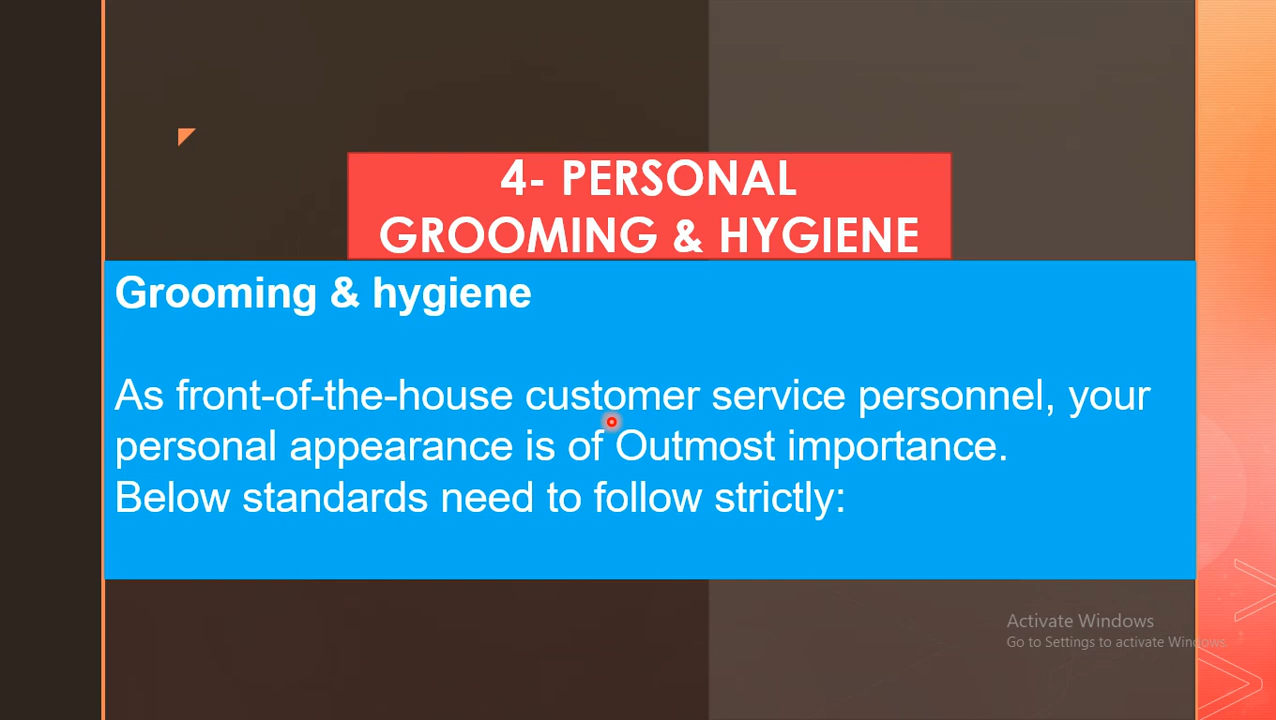 4- PERSONAL
GROOMING & HYGIENE
Grooming & hygiene
As front-of-the-house customer service personnel, your
personal appearance is of Outmost importance.
Below standards need to follow strictly:
Activate Windows
Go to Settings to activate Windows.